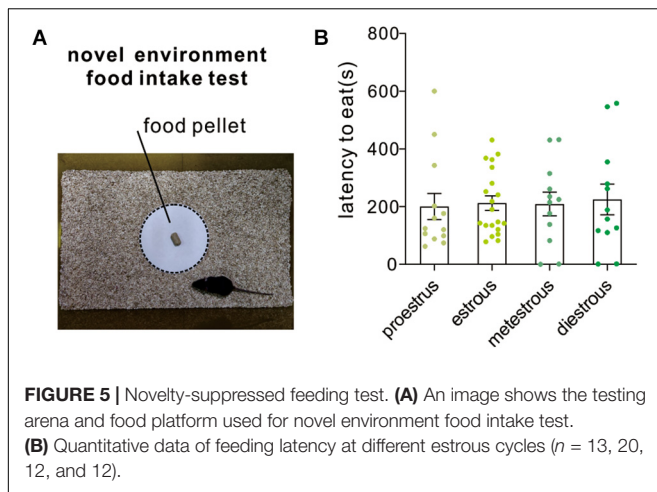 A
novel environment
food intake test
food pellet
B
latency to eat(s)
800
600
400
200
0
proestrus
estrous
metestrous
diestrous
FIGURE 5 | Novelty-suppressed feeding test. (A) An image shows the testing
arena and food platform used for novel environment food intake test.
(B) Quantitative data of feeding latency at different estrous cycles (n = 13, 20,
12, and 12).